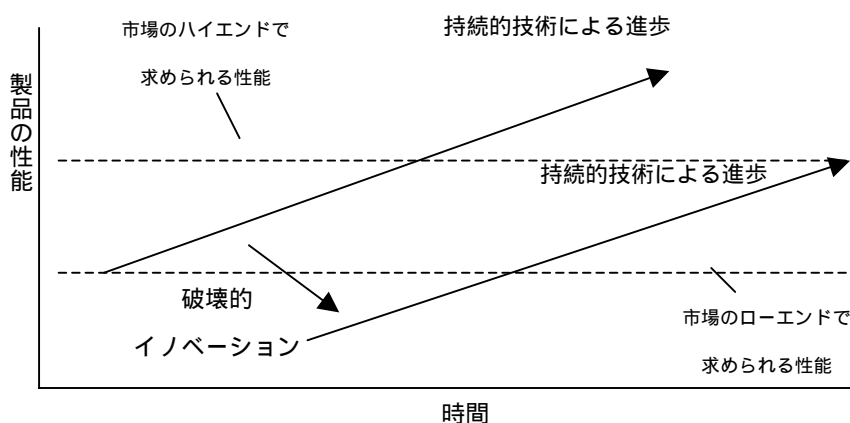 市場のハイエンドで
求められる性能
持続的技術による進歩
製品の性能
持続的技術による進歩
破壊的
イノベーション
市場のローエンドで
求められる性能
時間